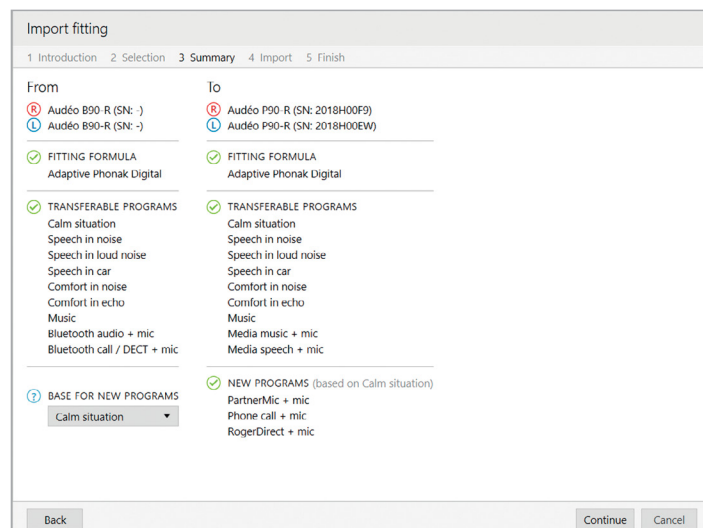 Import fitting
1 Introduction 2 Selection 3 Summary 4 Import 5 Finish
From
R Audéo B90-R (SN: -)
L Audéo B90-R (SN: -)
FITTING FORMULA
Adaptive Phonak Digital
TRANSFERABLE PROGRAMS
Calm situation
Speech in noise
Speech in loud noise
Speech in car
Comfort in noise
Comfort in echo
Music
Bluetooth audio + mic
Bluetooth call / DECT + mic
? BASE FOR NEW PROGRAMS
Calm situation
To
R Audéo P90-R (SN: 2018H00F9)
L Audéo P90-R (SN: 2018H00EW)
FITTING FORMULA
Adaptive Phonak Digital
TRANSFERABLE PROGRAMS
Calm situation
Speech in noise
Speech in loud noise
Speech in car
Comfort in noise
Comfort in echo
Music
Media music + mic
Media speech + mic
NEW PROGRAMS (based on Calm situation)
PartnerMic + mic
Phone call + mic
RogerDirect + mic
Back
Continue
Cancel